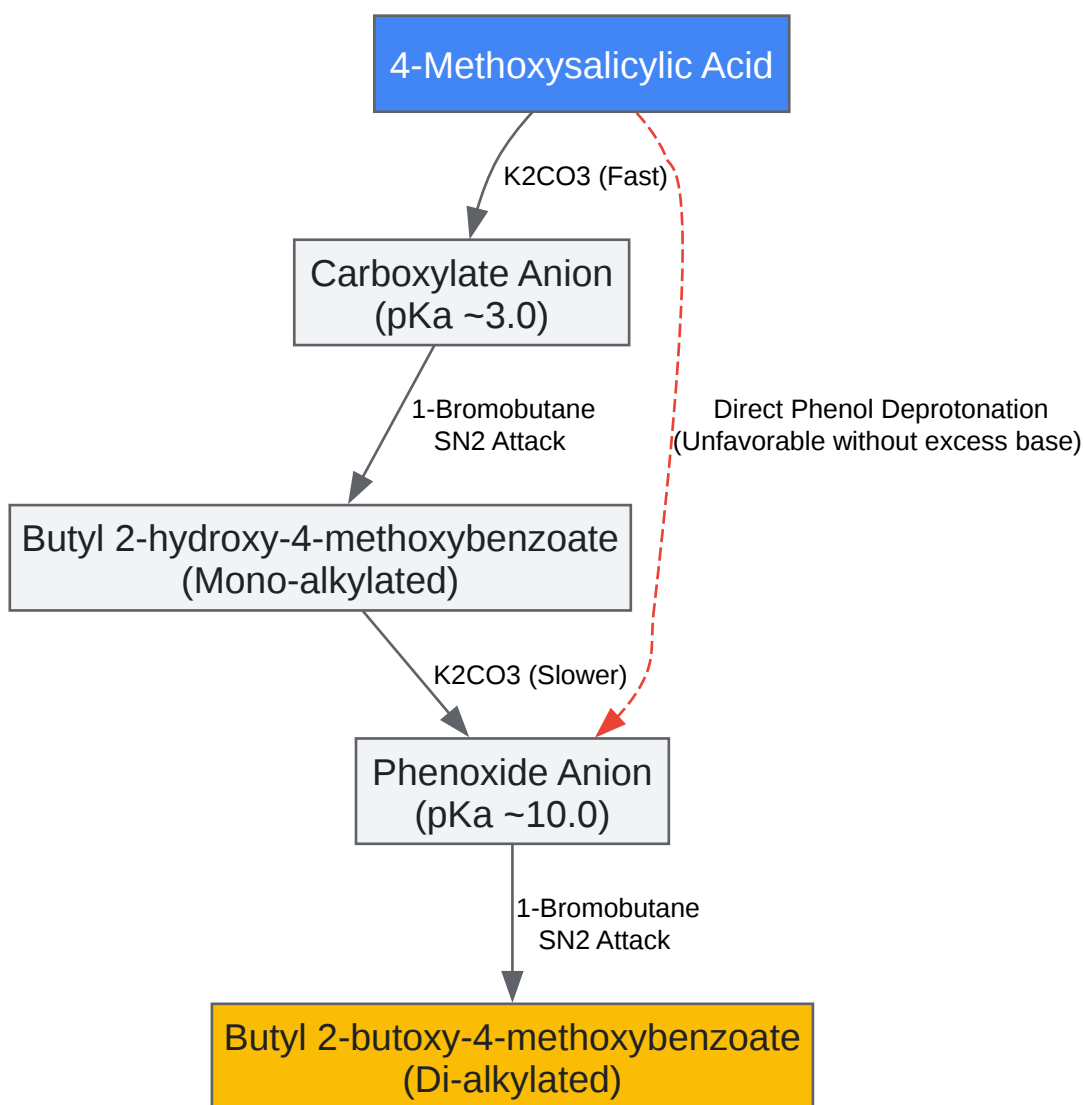 4-Methoxysalicylic Acid
K2CO3 (Fast)
Carboxylate Anion
(pKa ~3.0)
1-Bromobutane
SN2 Attack
Direct Phenol Deprotonation
(Unfavorable without excess base)
Butyl 2-hydroxy-4-methoxybenzoate
(Mono-alkylated)
K2CO3 (Slower)
Phenoxide Anion
(pKa ~10.0)
1-Bromobutane
SN2 Attack
Butyl 2-butoxy-4-methoxybenzoate
(Di-alkylated)